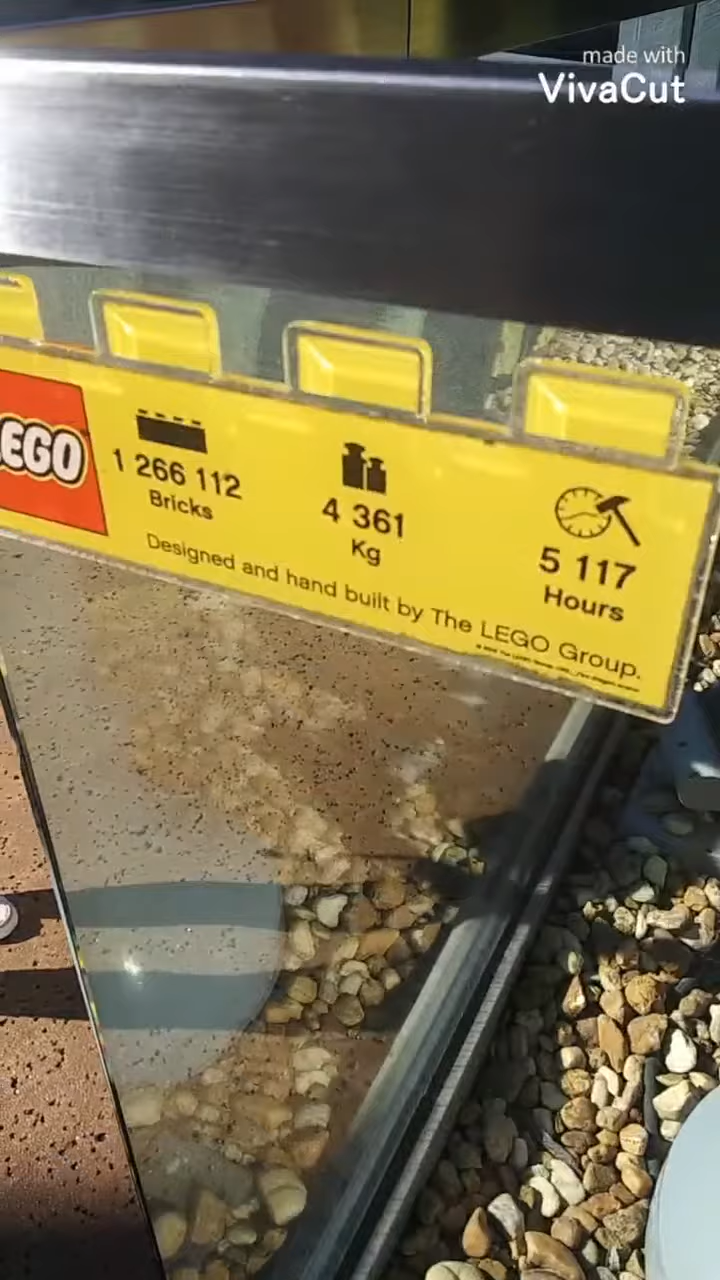 made with
VivaCut
LEGO
1 266 112
Bricks
4 361
Kg
5 117
Hours
Designed and hand built by The LEGO Group.